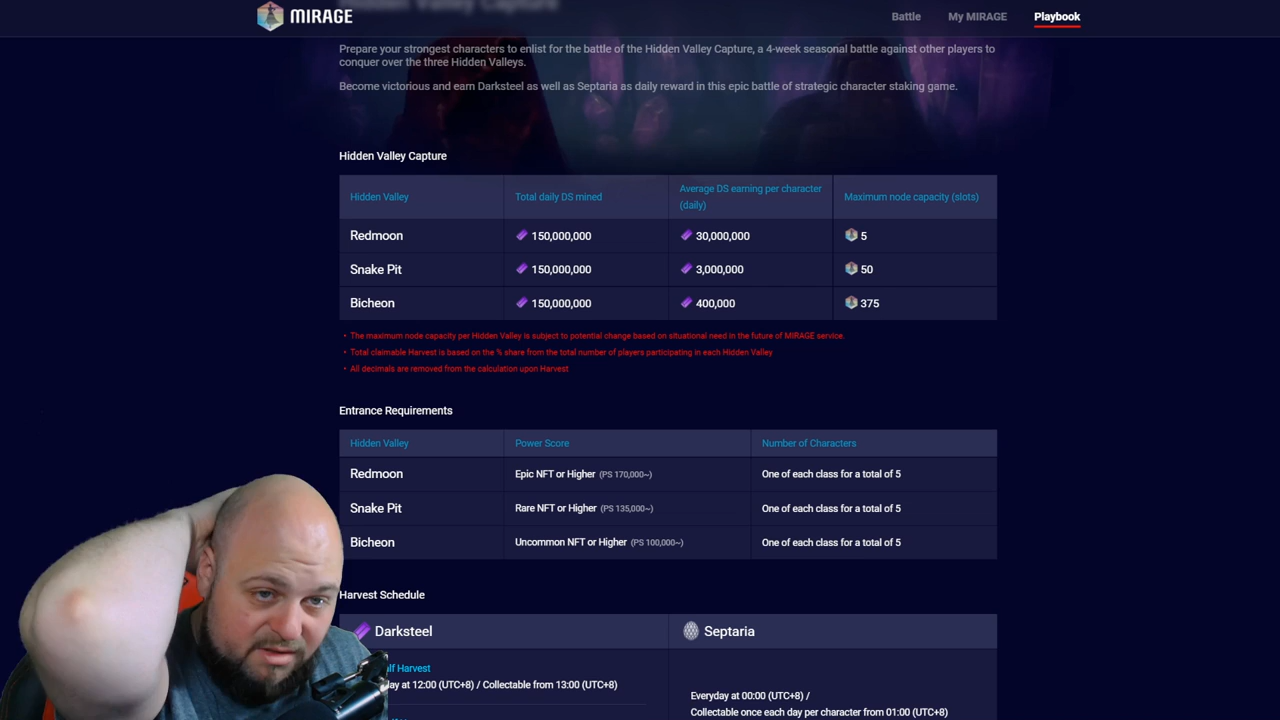 Hidden Valley Capture
MIRAGE
Battle
My MIRAGE
Playbook
Prepare your strongest characters to enlist for the battle of the Hidden Valley Capture, a 4-week seasonal battle against other players to
conquer over the three Hidden Valleys.
Become victorious and earn Darksteel as well as Septaria as daily reward in this epic battle of strategic character staking game.
Hidden Valley Capture
Hidden Valley
Total daily DS mined
Average DS earning per character
(daily)
Maximum node capacity (slots)
Redmoon
150,000,000
30,000,000
5
Snake Pit
150,000,000
3,000,000
50
Bicheon
150,000,000
400,000
375
• The maximum node capacity per Hidden Valley is subject to potential change based on situational need in the future of MIRAGE service.
• Total claimable Harvest is based on the % share from the total number of players participating in each Hidden Valley
• All decimals are removed from the calculation upon Harvest
Entrance Requirements
Hidden Valley
Power Score
Number of Characters
Redmoon
Epic NFT or Higher (PS 170,000~)
One of each class for a total of 5
Snake Pit
Rare NFT or Higher (PS 135,000~)
One of each class for a total of 5
Bicheon
Uncommon NFT or Higher (PS 100,000~)
One of each class for a total of 5
Harvest Schedule
Darksteel
Septaria
Harvest
at 12:00 (UTC+8) / Collectable from 13:00 (UTC+8)
Everyday at 00:00 (UTC+8) /
Collectable once each day per character from 01:00 (UTC+8)